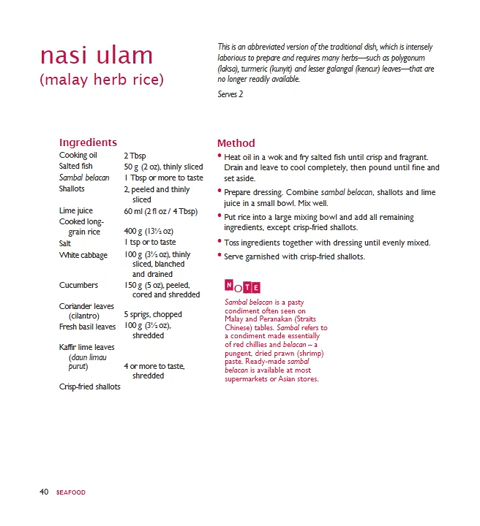 nasi ulam
(malay herb rice)
This is an abbreviated version of the traditional dish, which is intensely
laborious to prepare and requires many herbs—such as polygonum
(laksa), turmeric (kunyit) and lesser galangal (kencur) leaves—that are
no longer readily available.
Serves 2
Ingredients
Cooking oil 2 Tbsp
Salted fish 50 g (2 oz), thinly sliced
Sambal belacan 1 Tbsp or more to taste
Shallots 2, peeled and thinly
sliced
Lime juice 60 ml (2 fl oz / 4 Tbsp)
Cooked long-
grain rice 400 g (13½ oz)
Salt 1 tsp or to taste
White cabbage 100 g (3½ oz), thinly
sliced, blanched
and drained
Cucumbers 150 g (5 oz), peeled,
cored and shredded
Coriander leaves
(cilantro) 5 sprigs, chopped
Fresh basil leaves 100 g (3½ oz),
shredded
Kaffir lime leaves
(daun limau
purut) 4 or more to taste,
shredded
Crisp-fried shallots
Method
• Heat oil in a wok and fry salted fish until crisp and fragrant.
Drain and leave to cool completely, then pound until fine and
set aside.
• Prepare dressing. Combine sambal belacan, shallots and lime
juice in a small bowl. Mix well.
• Put rice into a large mixing bowl and add all remaining
ingredients, except crisp-fried shallots.
• Toss ingredients together with dressing until evenly mixed.
• Serve garnished with crisp-fried shallots.
NOTE
Sambal belacan is a pasty
condiment often seen on
Malay and Peranakan (Straits
Chinese) tables. Sambal refers to
a condiment made essentially
of red chillies and belacan – a
pungent, dried prawn (shrimp)
paste. Ready-made sambal
belacan is available at most
supermarkets or Asian stores.
40 SEAFOOD